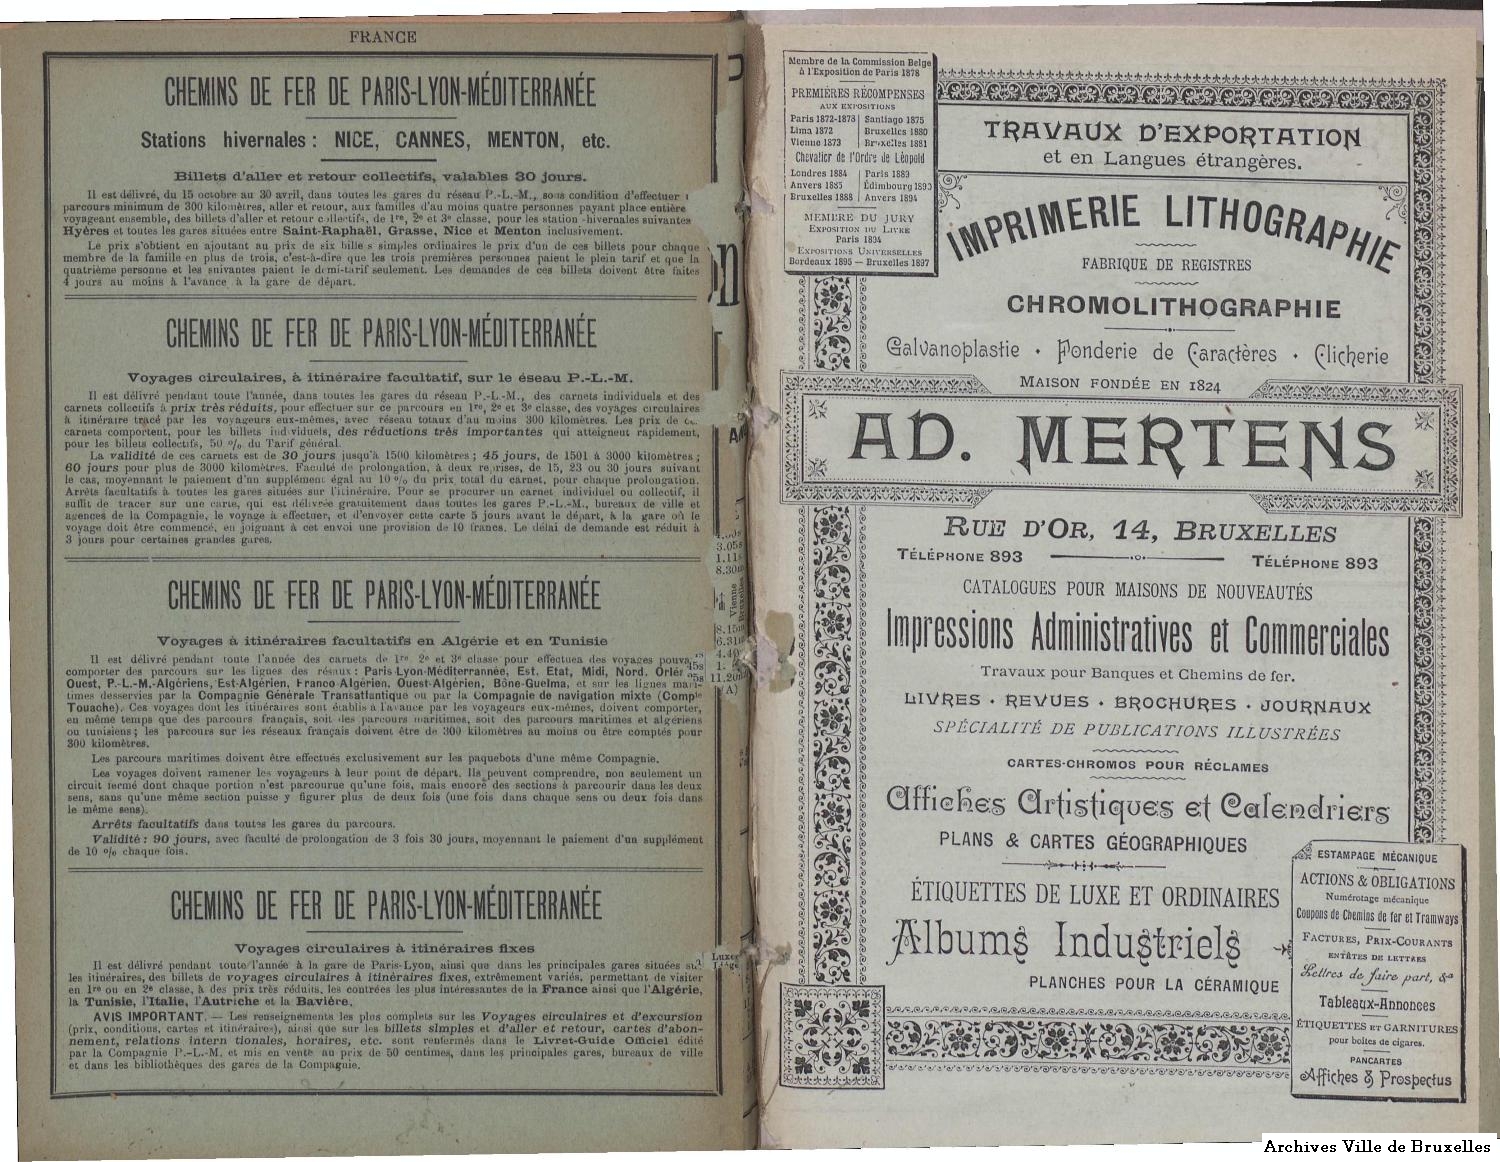 FRANCE
CHEMINS DE FER DE PARIS-LYON-MÉDITERRANÉE
Stations hivernales : NICE, CANNES, MENTON, etc.
Billets d'aller et retour collectifs, valables 30 jours.
Il est délivré, du 15 octobre au 30 avril, dans toutes les gares du réseau P.-L.-M., sous condition d'effectuer
parcours minimum de 300 kilomètres, aller et retour, aux familles d'au moins quatre personnes payant place entière
voyageant ensemble, des billets d'aller et retour collectifs, de 1re, 2e et 3e classe, pour les station hivernales suivantes
Hyères et toutes les gares situées entre Saint-Raphaël, Grasse, Nice et Menton inclusivement.
Le prix s'obtient en ajoutant au prix de six bille s simples ordinaires le prix d'un de ces billets pour chaque
membre de la famille en plus de trois, c'est-à-dire que les trois premières personnes paient le plein tarif et que la
quatrième personne et les suivantes paient le demi-tarif seulement. Les demandes de ces billets doivent être faites
4 jours au moins à l'avance à la gare de départ.
CHEMINS DE FER DE PARIS-LYON-MÉDITERRANÉE
Voyages circulaires, à itinéraire facultatif, sur le éseau P.-L.-M.
Il est délivré pendant toute l'année, dans toutes les gares du réseau P.-L.-M., des carnets individuels et des
carnets collectifs à prix très réduits, pour effectuer sur ce parcours en 1re, 2e et 3e classe, des voyages circulaires
à itinéraire tracé par les voyageurs eux-mêmes, avec réseau totaux d'au moins 300 kilomètres. Les prix de
carnets comportent, pour les billets individuels, des réductions très importantes qui atteignent rapidement,
pour les billets collectifs, 50 % du Tarif général.
La validité de ces carnets est de 30 jours jusqu'à 1500 kilomètres ; 45 jours, de 1501 à 3000 kilomètres ;
60 jours pour plus de 3000 kilomètres. Faculté de prolongation, à deux reprises, de 15, 23 ou 30 jours suivant
le cas, moyennant le paiement d'un supplément égal au 10 % du prix total du carnet, pour chaque prolongation.
Arrêts facultatifs à toutes les gares situées sur l'itinéraire. Pour se procurer un carnet individuel ou collectif, il
suffit de tracer sur une carte, qui est délivrée gratuitement dans toutes les gares P.-L.-M., bureaux de ville et
agences de la Compagnie, le voyage à effectuer, et d'envoyer cette carte 5 jours avant le départ, à la gare où le
voyage doit être commencé, en joignant à cet envoi une provision de 10 francs. Le délai de demande est réduit à
3 jours pour certaines grandes gares.
CHEMINS DE FER DE PARIS-LYON-MÉDITERRANÉE
Voyages à itinéraires facultatifs en Algérie et en Tunisie
Il est délivré pendant toute l'année des carnets de 1re, 2e et 3e classe pour effectuea des voyages pouva
comporter des parcours sur les lignes des résaux : Paris-Lyon-Méditerrannée, Est, Etat, Midi, Nord, Orlé
Ouest, P.-L.-M.-Algériens, Est-Algérien, Franco-Algérien, Ouest-Algérien, Bône-Guelma, et sur les lignes mari-
times desservies par la Compagnie Générale Transatlantique ou par la Compagnie de navigation mixte (Comple
Touache). Ces voyages dont les itinéraires sont établis à l'avance par les voyageurs eux-mêmes, doivent comporter,
en même temps que des parcours français, soit des parcours maritimes, soit des parcours maritimes et algériens
ou tunisiens ; les parcours sur les réseaux français doivent être de 300 kilomètres au moins ou être comptés pour
300 kilomètres.
Les parcours maritimes doivent être effectués exclusivement sur les paquebots d'une même Compagnie.
Les voyages doivent ramener les voyageurs à leur point de départ. Ils peuvent comprendre, non seulement un
circuit fermé dont chaque portion n'est parcourue qu'une fois, mais encore des sections à parcourir dans les deux
sens, sans qu'une même section puisse y figurer plus de deux fois (une fois dans chaque sens ou deux fois dans
le même sens).
Arrêts facultatifs dans toutes les gares du parcours.
Validité : 90 jours, avec faculté de prolongation de 3 fois 30 jours, moyennant le paiement d'un supplément
de 10 % chaque fois.
CHEMINS DE FER DE PARIS-LYON-MÉDITERRANÉE
Voyages circulaires à itinéraires fixes
Il est délivré pendant toute l'année à la gare de Paris-Lyon, ainsi que dans les principales gares situées su
les itinéraires, des billets de voyages circulaires à itinéraires fixes, extrêmement variés, permettant de visiter
en 1re ou en 2e classe, à des prix très réduits, les contrées les plus intéressantes de la France ainsi que l'Algérie,
la Tunisie, l'Italie, l'Autriche et la Bavière.
AVIS IMPORTANT. — Les renseignements les plus complets sur les Voyages circulaires et d'excursion
(prix, conditions, cartes et itinéraires), ainsi que sur les billets simples et d'aller et retour, cartes d'abon-
nement, relations intern tionales, horaires, etc. sont renfermés dans le Livret-Guide Officiel édité
par la Compagnie P.-L.-M. et mis en vente au prix de 50 centimes, dans les principales gares, bureaux de ville
et dans les bibliothèques des gares de la Compagnie.
3.05s
1.11s
8.30m
Vienne
Bruxelles
8.15
6.31
4.40
11.20
(A)
Membre de la Commission Belge
à l'Exposition de Paris 1878
PREMIÈRES RÉCOMPENSES
AUX EXPOSITIONS
Paris 1872-1878 Santiago 1875
Lima 1872 Bruxelles 1880
Vienne 1873 Bruxelles 1881
Chevalier de l'Ordre de Léopold
Londres 1884 Paris 1889
Anvers 1885 Édimbourg 1890
Bruxelles 1888 Anvers 1894
MEMBRE DU JURY
EXPOSITION DU LIVRE
Paris 1894
EXPOSITIONS UNIVERSELLES
Bordeaux 1895 — Bruxelles 1897
TRAVAUX D'EXPORTATION
et en Langues étrangères.
IMPRIMERIE LITHOGRAPHIE
FABRIQUE DE REGISTRES
CHROMOLITHOGRAPHIE
Galvanoplastie · Fonderie de Caractères · Clicherie
MAISON FONDÉE EN 1824
AD. MERTENS
RUE D'OR, 14, BRUXELLES
TÉLÉPHONE 893 TÉLÉPHONE 893
CATALOGUES POUR MAISONS DE NOUVEAUTÉS
Impressions Administratives et Commerciales
Travaux pour Banques et Chemins de fer.
LIVRES · REVUES · BROCHURES · JOURNAUX
SPÉCIALITÉ DE PUBLICATIONS ILLUSTRÉES
CARTES-CHROMOS POUR RÉCLAMES
Affiches Artistiques et Calendriers
PLANS & CARTES GÉOGRAPHIQUES
ÉTIQUETTES DE LUXE ET ORDINAIRES
Albums Industriels
PLANCHES POUR LA CÉRAMIQUE
ESTAMPAGE MÉCANIQUE
ACTIONS & OBLIGATIONS
Numérotage mécanique
Coupons de Chemins de fer et Tramways
FACTURES, PRIX-COURANTS
ENTÊTES DE LETTRES
Lettres de faire part, &a
Tableaux-Annonces
ÉTIQUETTES ET GARNITURES
pour boîtes de cigares.
PANCARTES
Affiches & Prospectus
Archives Ville de Bruxelles